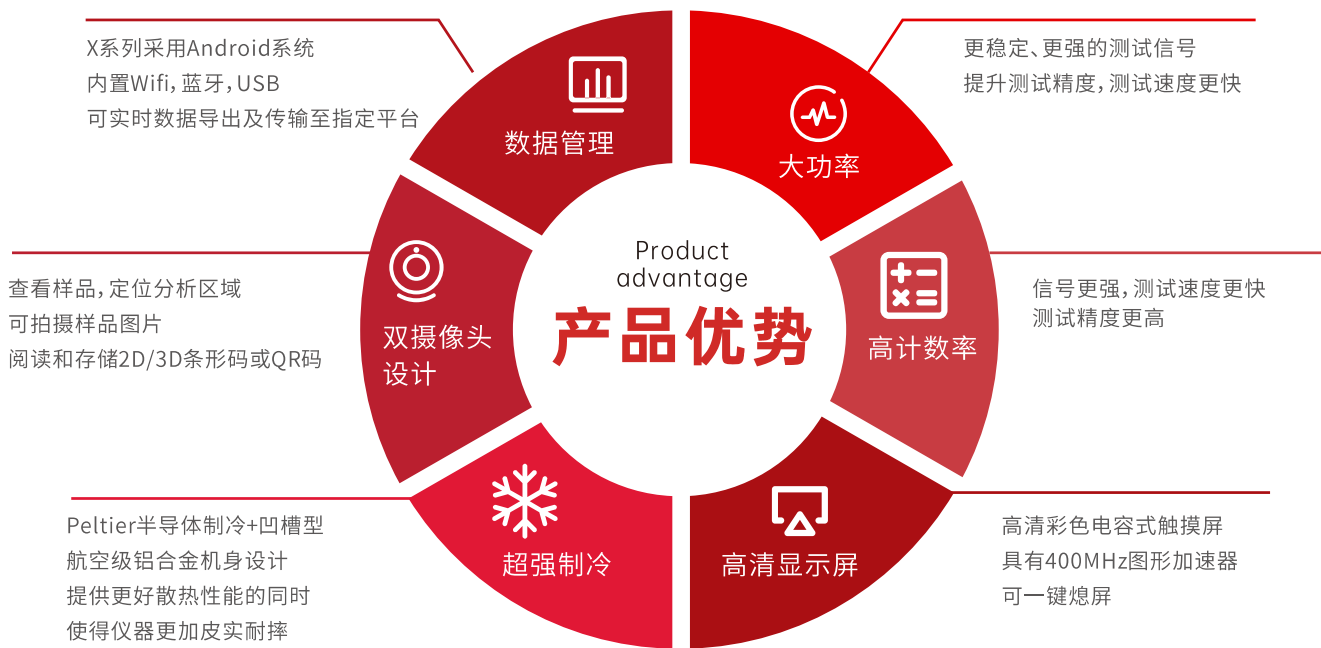 Product
advantage
产品优势
数据管理
X系列采用Android系统
内置Wifi，蓝牙，USB
可实时数据导出及传输至指定平台
大功率
更稳定、更强的测试信号
提升测试精度，测试速度更快
双摄像头
设计
查看样品，定位分析区域
可拍摄样品图片
阅读和存储2D/3D条形码或QR码
高计数率
信号更强，测试速度更快
测试精度更高
超强制冷
Peltier半导体制冷+凹槽型
航空级铝合金机身设计
提供更好散热性能的同时
使得仪器更加皮实耐摔
高清显示屏
高清彩色电容式触摸屏
具有400MHz图形加速器
可一键熄屏